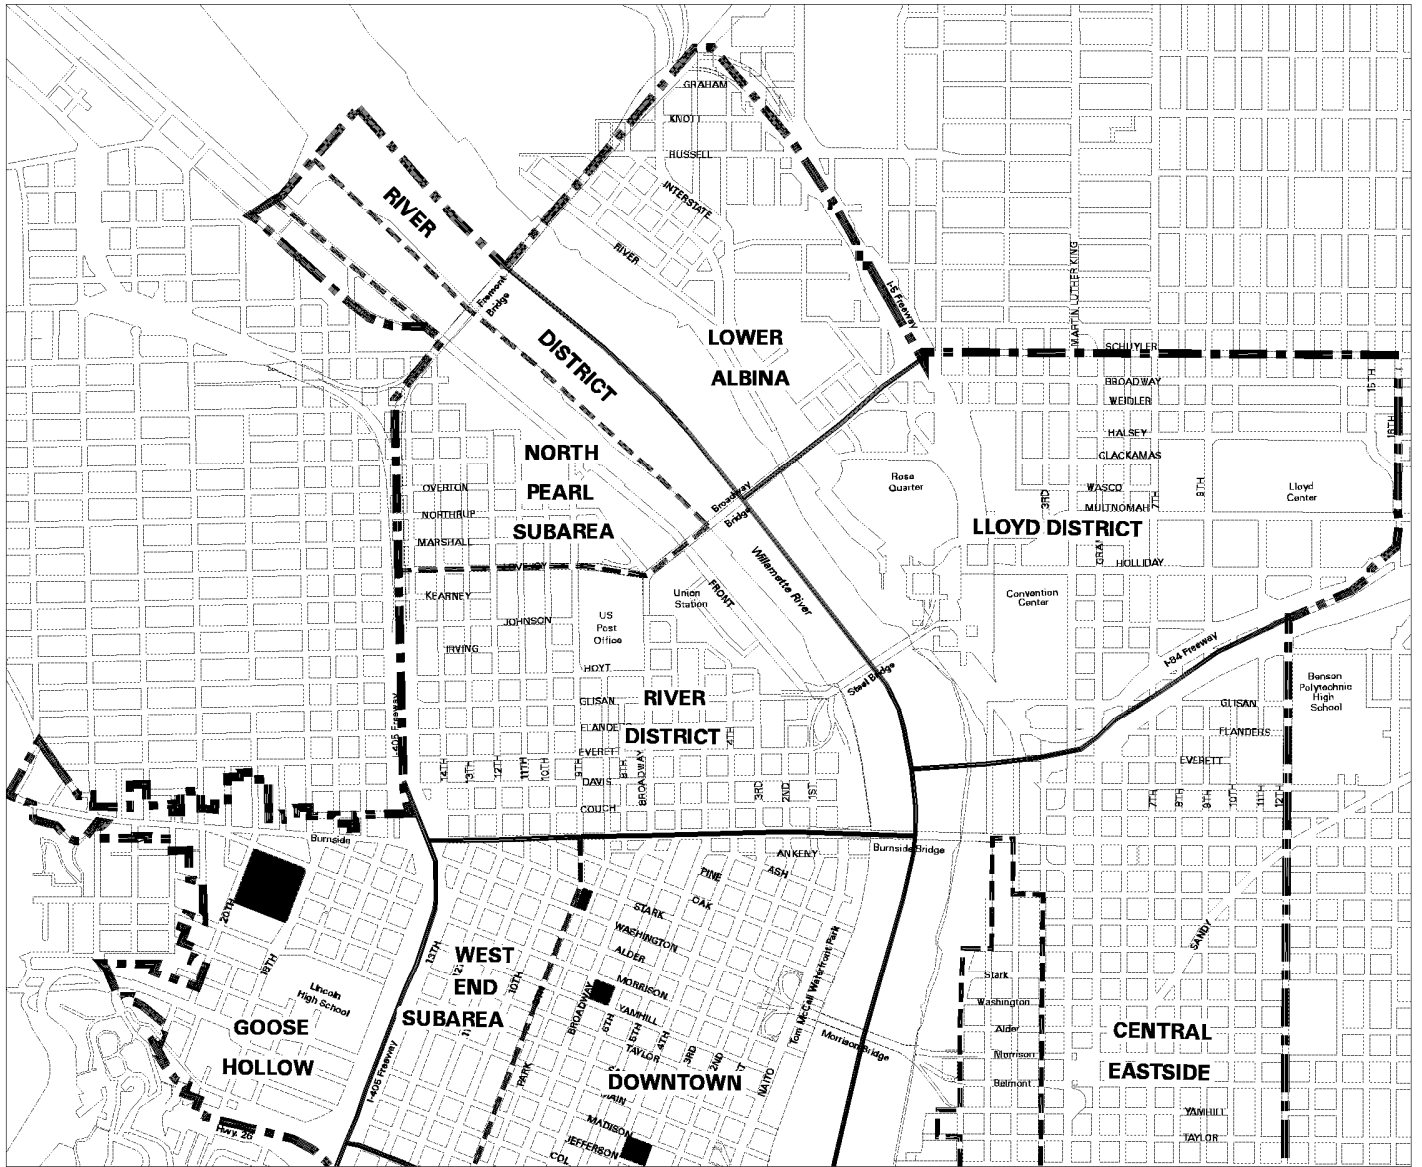 GRAHAM
KNOTT
RUSSELL
INTERSTATE
RIVER
RIVER
DISTRICT
Fremont
Bridge
I-5 Freeway
MARTIN LUTHER KING
LOWER
ALBINA
SCHUYLER
BROADWAY
WEIDLER
15TH
16TH
HALSEY
CLACKAMAS
NORTH
PEARL
SUBAREA
OVERTON
NORTHRUP
MARSHALL
LOVEJOY
KEARNEY
JOHNSON
IRVING
Broadway
Bridge
Rose
Quarter
3RD
WASCO
MULTNOMAH
7TH
9TH
Lloyd
Center
LLOYD DISTRICT
GRA
HOLLIDAY
Convention
Center
Willamette River
FRONT
Union
Station
US
Post
Office
HOYT
Steel Bridge
I-84 Freeway
Benson
Polytechnic
High
School
GLISAN
FLANDERS
EVERETT
RIVER
DISTRICT
GLISAN
FLANDE
EVERETT
DAVIS
COUCH
I-405 Freeway
14TH
13TH
12TH
11TH
10TH
9TH
8TH
BROADWAY
4TH
3RD
2ND
1ST
7TH
8TH
9TH
10TH
11TH
12TH
Burnside
Burnside Bridge
ANKENY
ASH
PINE
OAK
STARK
WASHINGTON
ALDER
MORRISON
YAMHILL
TAYLOR
20TH
18TH
Lincoln
High School
GOOSE
HOLLOW
13TH
WEST
END
SUBAREA
10TH
I-405 Freeway
PARK
BROADWAY
6TH
5TH
4TH
3RD
2ND
DOWNTOWN
NAITO
Tom McCall Waterfront Park
Morrison Bridge
MAIN
MADISON
JEFFERSON
COL
Hwy. 26
SANDY
Stark
Washington
Alder
Morrison
Belmont
CENTRAL
EASTSIDE
YAMHILL
TAYLOR